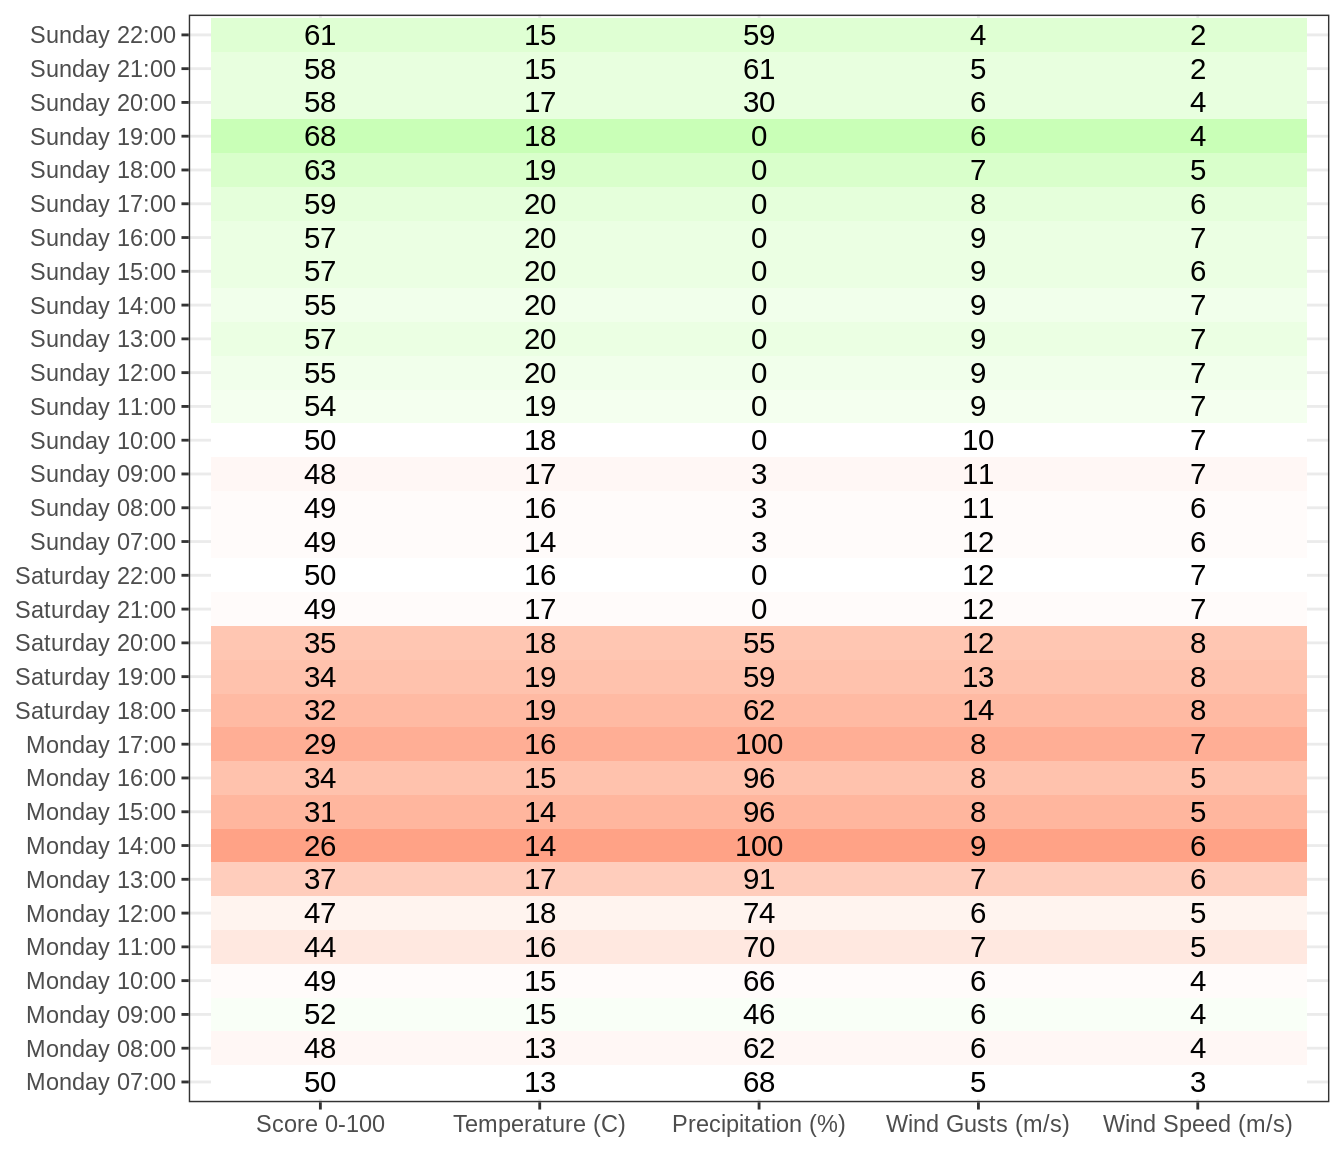 Sunday 22:00 61 15 59 4 2
Sunday 21:00 58 15 61 5 2
Sunday 20:00 58 17 30 6 4
Sunday 19:00 68 18 0 6 4
Sunday 18:00 63 19 0 7 5
Sunday 17:00 59 20 0 8 6
Sunday 16:00 57 20 0 9 7
Sunday 15:00 57 20 0 9 6
Sunday 14:00 55 20 0 9 7
Sunday 13:00 57 20 0 9 7
Sunday 12:00 55 20 0 9 7
Sunday 11:00 54 19 0 9 7
Sunday 10:00 50 18 0 10 7
Sunday 09:00 48 17 3 11 7
Sunday 08:00 49 16 3 11 6
Sunday 07:00 49 14 3 12 6
Saturday 22:00 50 16 0 12 7
Saturday 21:00 49 17 0 12 7
Saturday 20:00 35 18 55 12 8
Saturday 19:00 34 19 59 13 8
Saturday 18:00 32 19 62 14 8
Monday 17:00 29 16 100 8 7
Monday 16:00 34 15 96 8 5
Monday 15:00 31 14 96 8 5
Monday 14:00 26 14 100 9 6
Monday 13:00 37 17 91 7 6
Monday 12:00 47 18 74 6 5
Monday 11:00 44 16 70 7 5
Monday 10:00 49 15 66 6 4
Monday 09:00 52 15 46 6 4
Monday 08:00 48 13 62 6 4
Monday 07:00 50 13 68 5 3
Score 0-100 Temperature (C) Precipitation (%) Wind Gusts (m/s) Wind Speed (m/s)